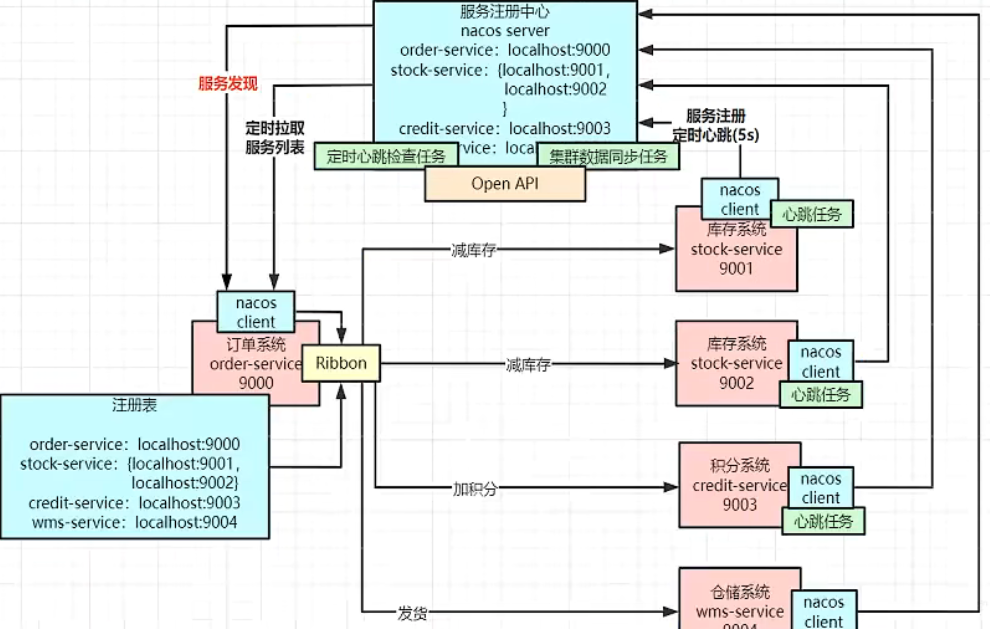 服务注册中心
nacos server
order-service：localhost:9000
stock-service：{localhost:9001,
localhost:9002
}
credit-service：localhost:9003
定时心跳检查任务
集群数据同步任务
Open API
服务发现
定时拉取
服务列表
服务注册
定时心跳(5s)
nacos
client
心跳任务
库存系统
stock-service
9001
减库存
nacos
client
订单系统
order-service
9000
Ribbon
减库存
库存系统
stock-service
9002
nacos
client
心跳任务
注册表
order-service：localhost:9000
stock-service：{localhost:9001,
localhost:9002}
credit-service：localhost:9003
wms-service：localhost:9004
加积分
积分系统
credit-service
9003
nacos
client
心跳任务
发货
仓储系统
wms-service
nacos
client